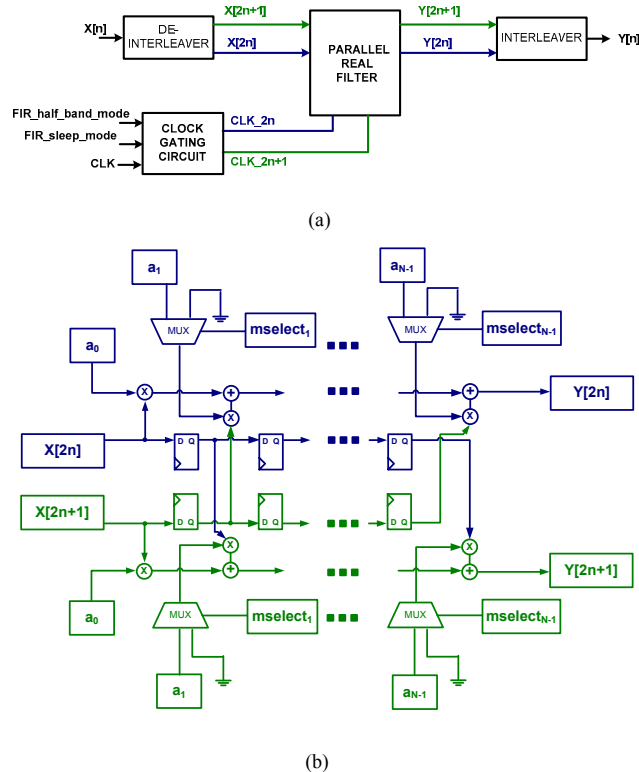 X[n]
DE-
INTERLEAVER
X[2n+1]
X[2n]
PARALLEL
REAL
FILTER
Y[2n+1]
Y[2n]
INTERLEAVER
Y[n]
FIR_half_band_mode
FIR_sleep_mode
CLK
CLOCK
GATING
CIRCUIT
CLK_2n
CLK_2n+1
(a)
a1
MUX
mselect1
aN-1
MUX
mselectN-1
a0
X
+
X
+
X
Y[2n]
X[2n]
D Q
D Q
D Q
X[2n+1]
D Q
D Q
D Q
X
X
X
+
+
Y[2n+1]
a0
MUX
mselect1
MUX
mselectN-1
a1
aN-1
(b)